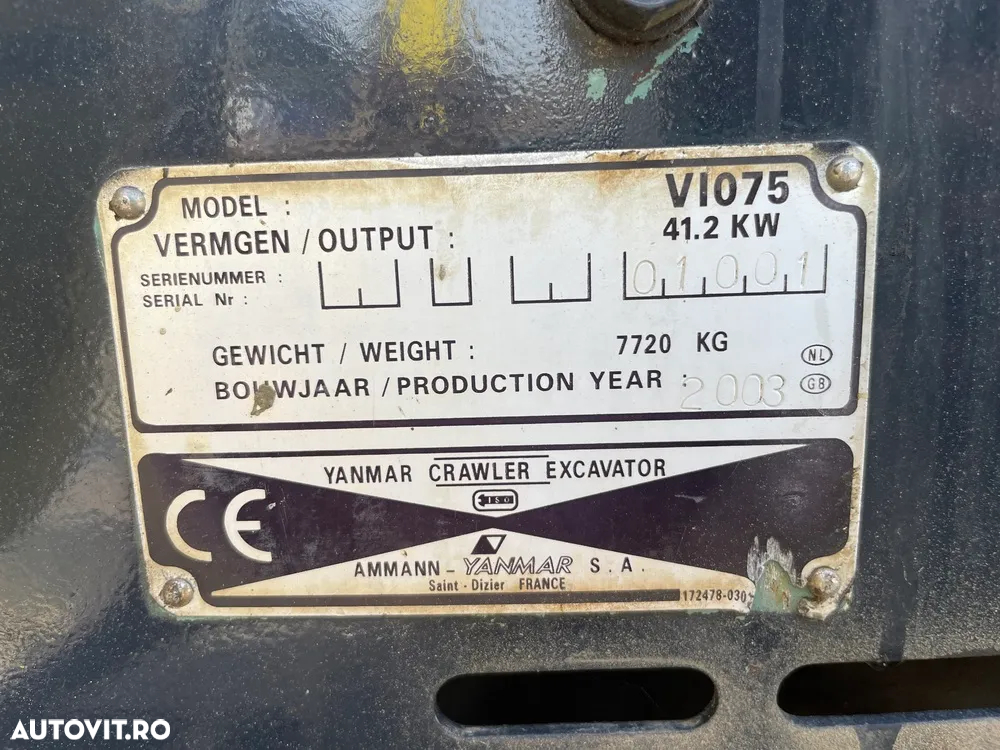 MODEL : VIO75
VERMGEN / OUTPUT : 41.2 KW
SERIENUMMER :
SERIAL Nr : 01001
GEWICHT / WEIGHT : 7720 KG NL
BOUWJAAR / PRODUCTION YEAR : 2003 GB
YANMAR CRAWLER EXCAVATOR
ISO
CE
AMMANN - YANMAR S.A.
Saint - Dizier FRANCE
172478-030
AUTOVIT.RO